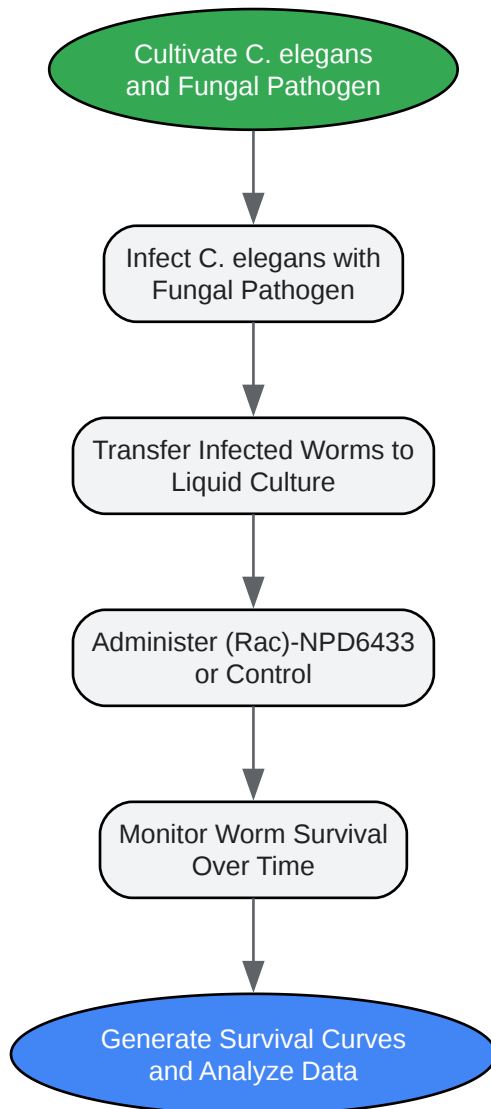 Cultivate C. elegans
and Fungal Pathogen
Infect C. elegans with
Fungal Pathogen
Transfer Infected Worms to
Liquid Culture
Administer (Rac)-NPD6433
or Control
Monitor Worm Survival
Over Time
Generate Survival Curves
and Analyze Data